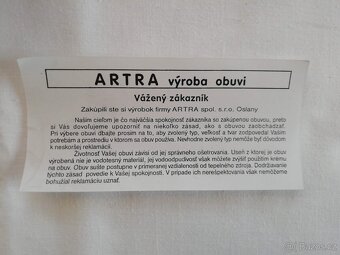 ARTRA výroba obuvi
Vážený zákazník
Zakúpili ste si výrobok firmy ARTRA spol. s.r.o. Ostany
Naším cieľom je čo najväčšia spokojnosť zákazníka so zakúpenou obuvou, preto
si Vás dovoľujeme upozorniť na niekoľko zásad, ako s obuvou zaobchádzať.
Pri výbere obuvi dbajte prosím na to, aby zvolený typ, veľkosť a tvar zodpovedal Vašim
potrebám a prostrediu v ktorom sa obuv používa. Nevhodne zvolený typ nemôže byť dôvodom
k neskoršej reklamácii.
Životnosť Vašej obuvi závisí od jej správneho ošetrovania. Useň z ktorej je obuv
vyrobená nie je vodotesný materiál, jej vodoodpudivosť však môžete zvýšiť použitím krému
na obuv. Obuv sušte postupne v primeranej vzdialenosti od tepelného zdroja. Dodržiavanie
týchto zásad povedie k Vašej spokojnosti. V prípade ich nerešpektovania však nemôžeme
bohužiaľ reklamáciu uznať.